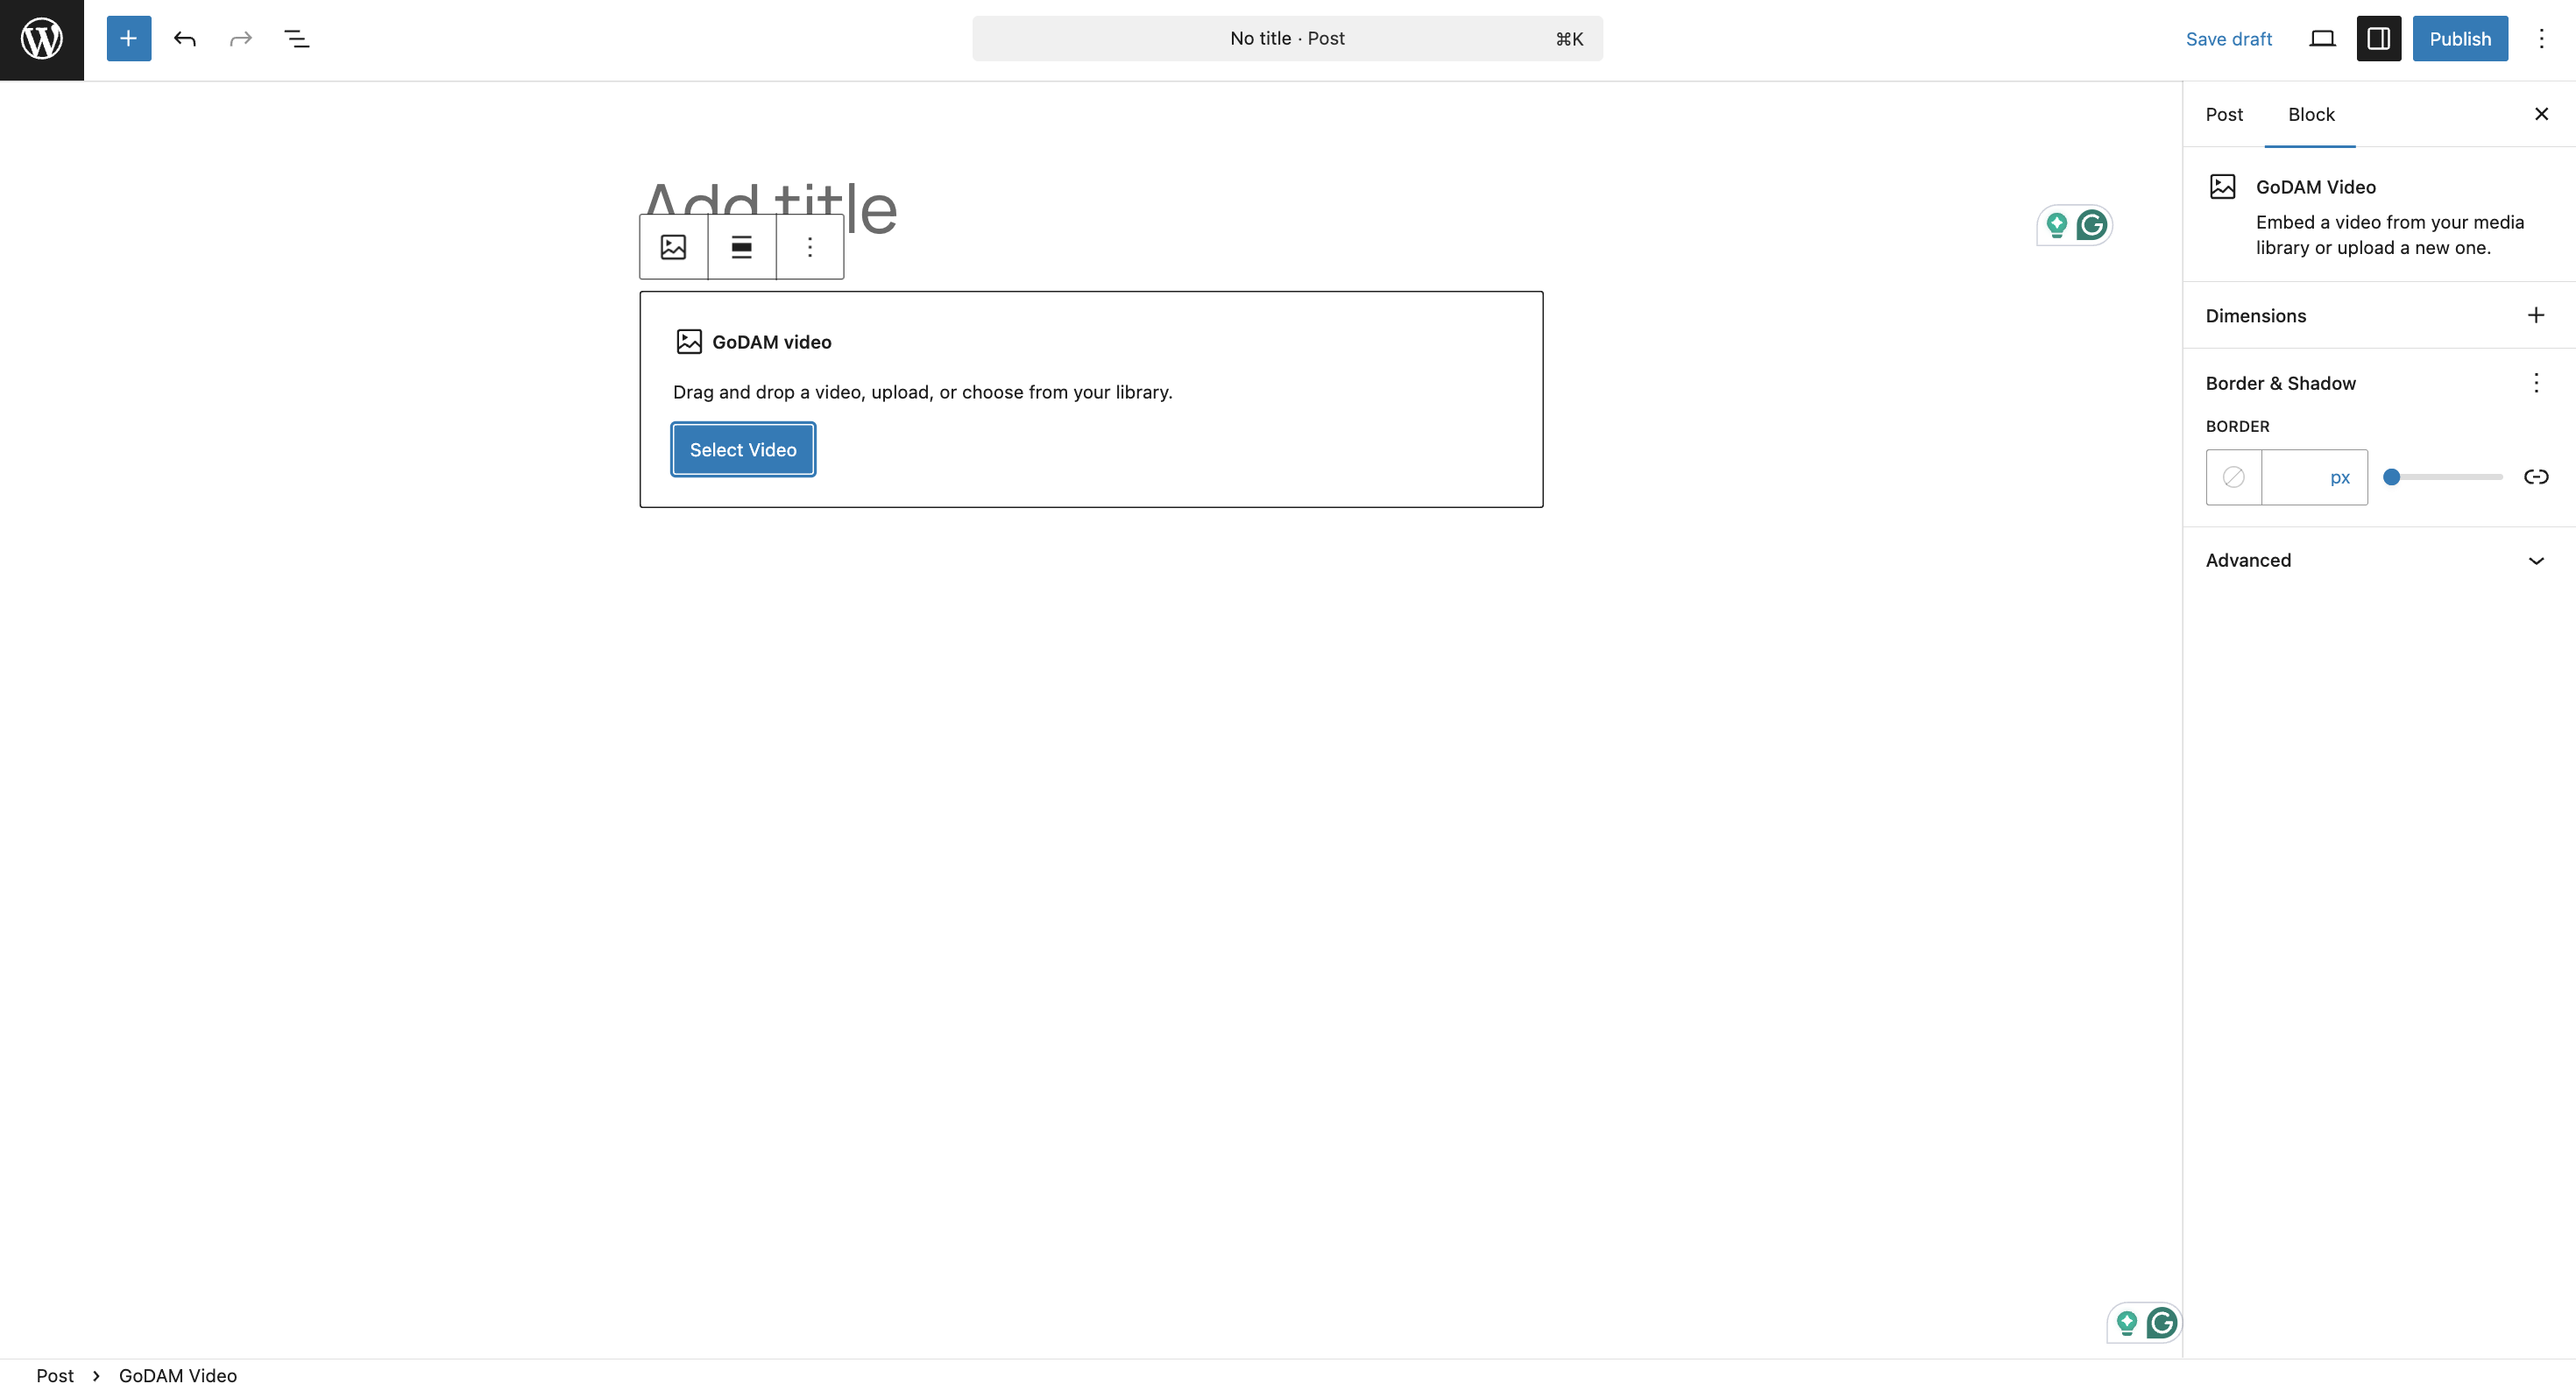 No title · Post
⌘K
Save draft
Publish
Add title
GoDAM video
Drag and drop a video, upload, or choose from your library.
Select Video
Post
Block
GoDAM Video
Embed a video from your media
library or upload a new one.
Dimensions
Border & Shadow
BORDER
px
Advanced
Post
GoDAM Video